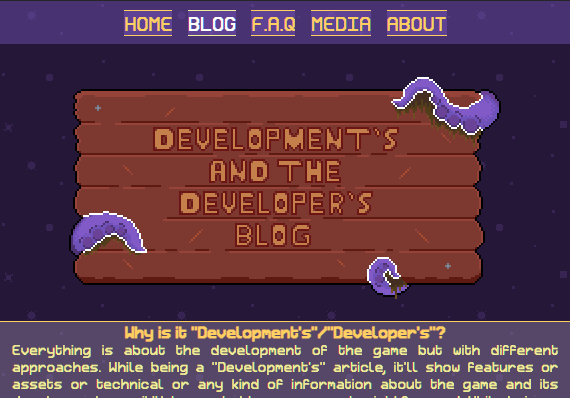 HOME BLOG F.A.Q MEDIA ABOUT
DEVELOPMENT'S
AND THE
DEVELOPER'S
BLOG
Why is it "Development's"/"Developer's"?
Everything is about the development of the game but with different
approaches. While being a "Development's" article, it'll show features or
assets or technical or any kind of information about the game and its